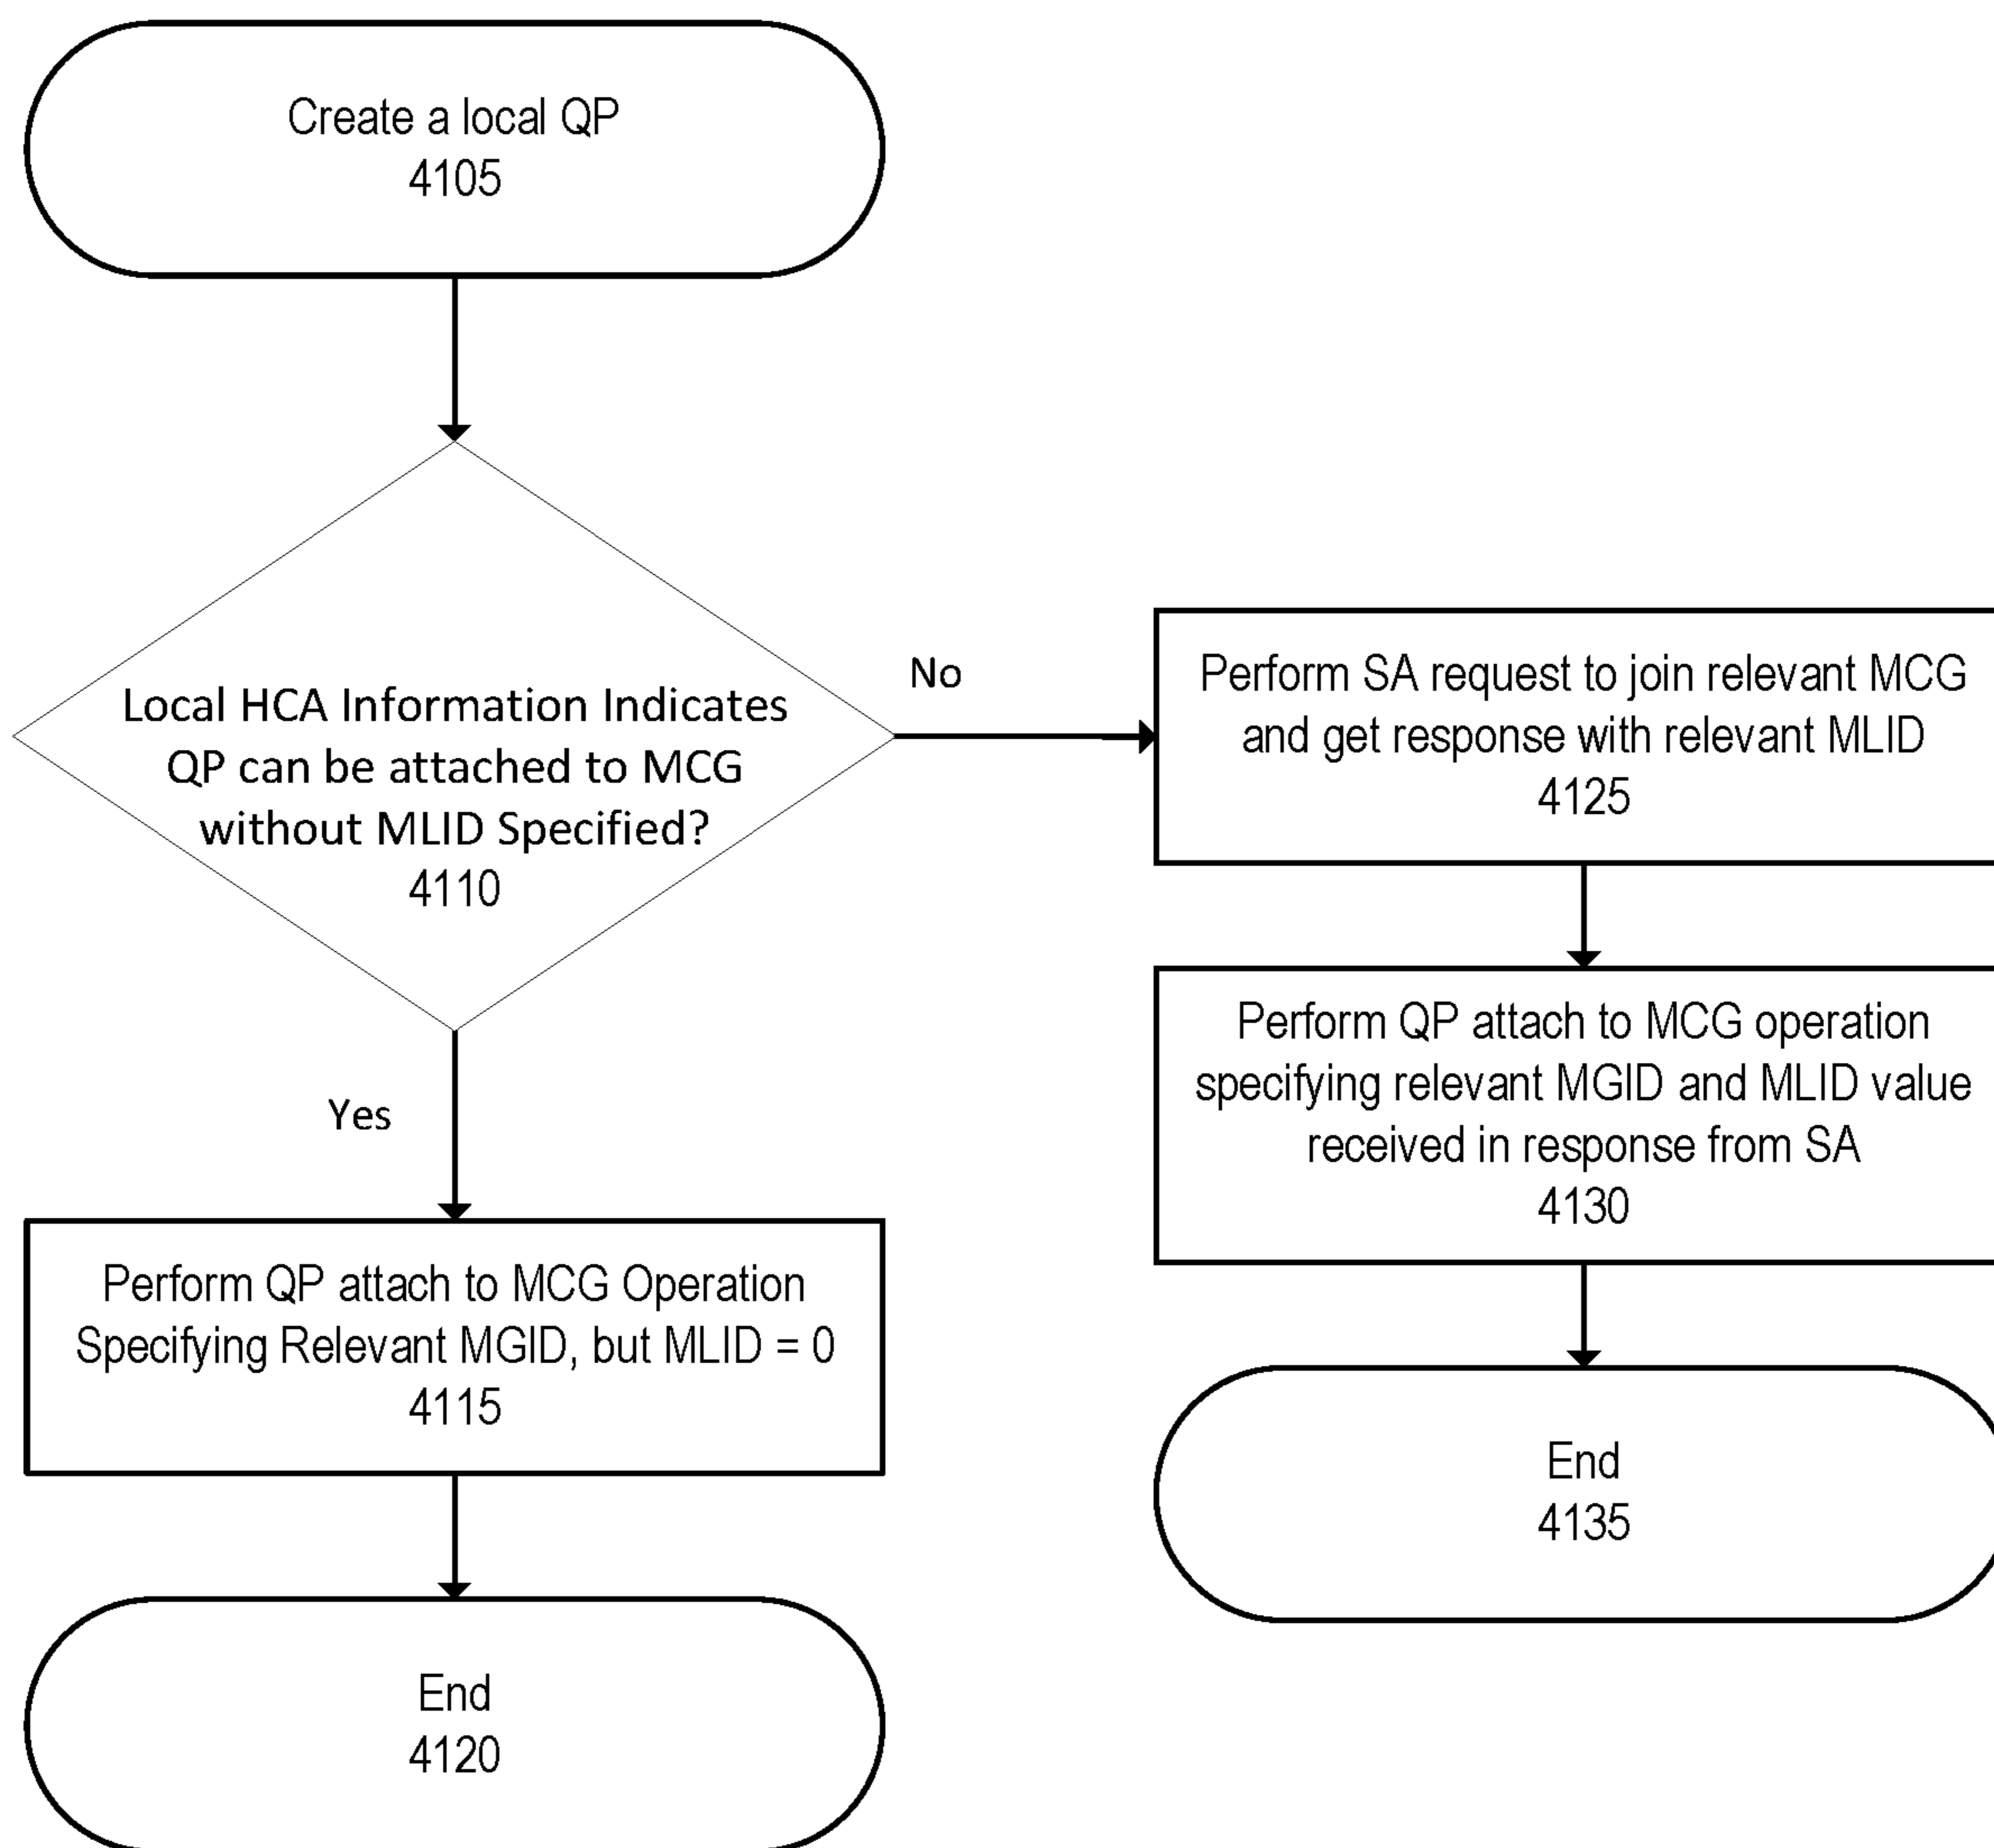 Create a local QP
4105
Local HCA Information Indicates
QP can be attached to MCG
without MLID Specified?
4110
No
Perform SA request to join relevant MCG
and get response with relevant MLID
4125
Perform QP attach to MCG operation
specifying relevant MGID and MLID value
received in response from SA
4130
Yes
Perform QP attach to MCG Operation
Specifying Relevant MGID, but MLID = 0
4115
End
4135
End
4120